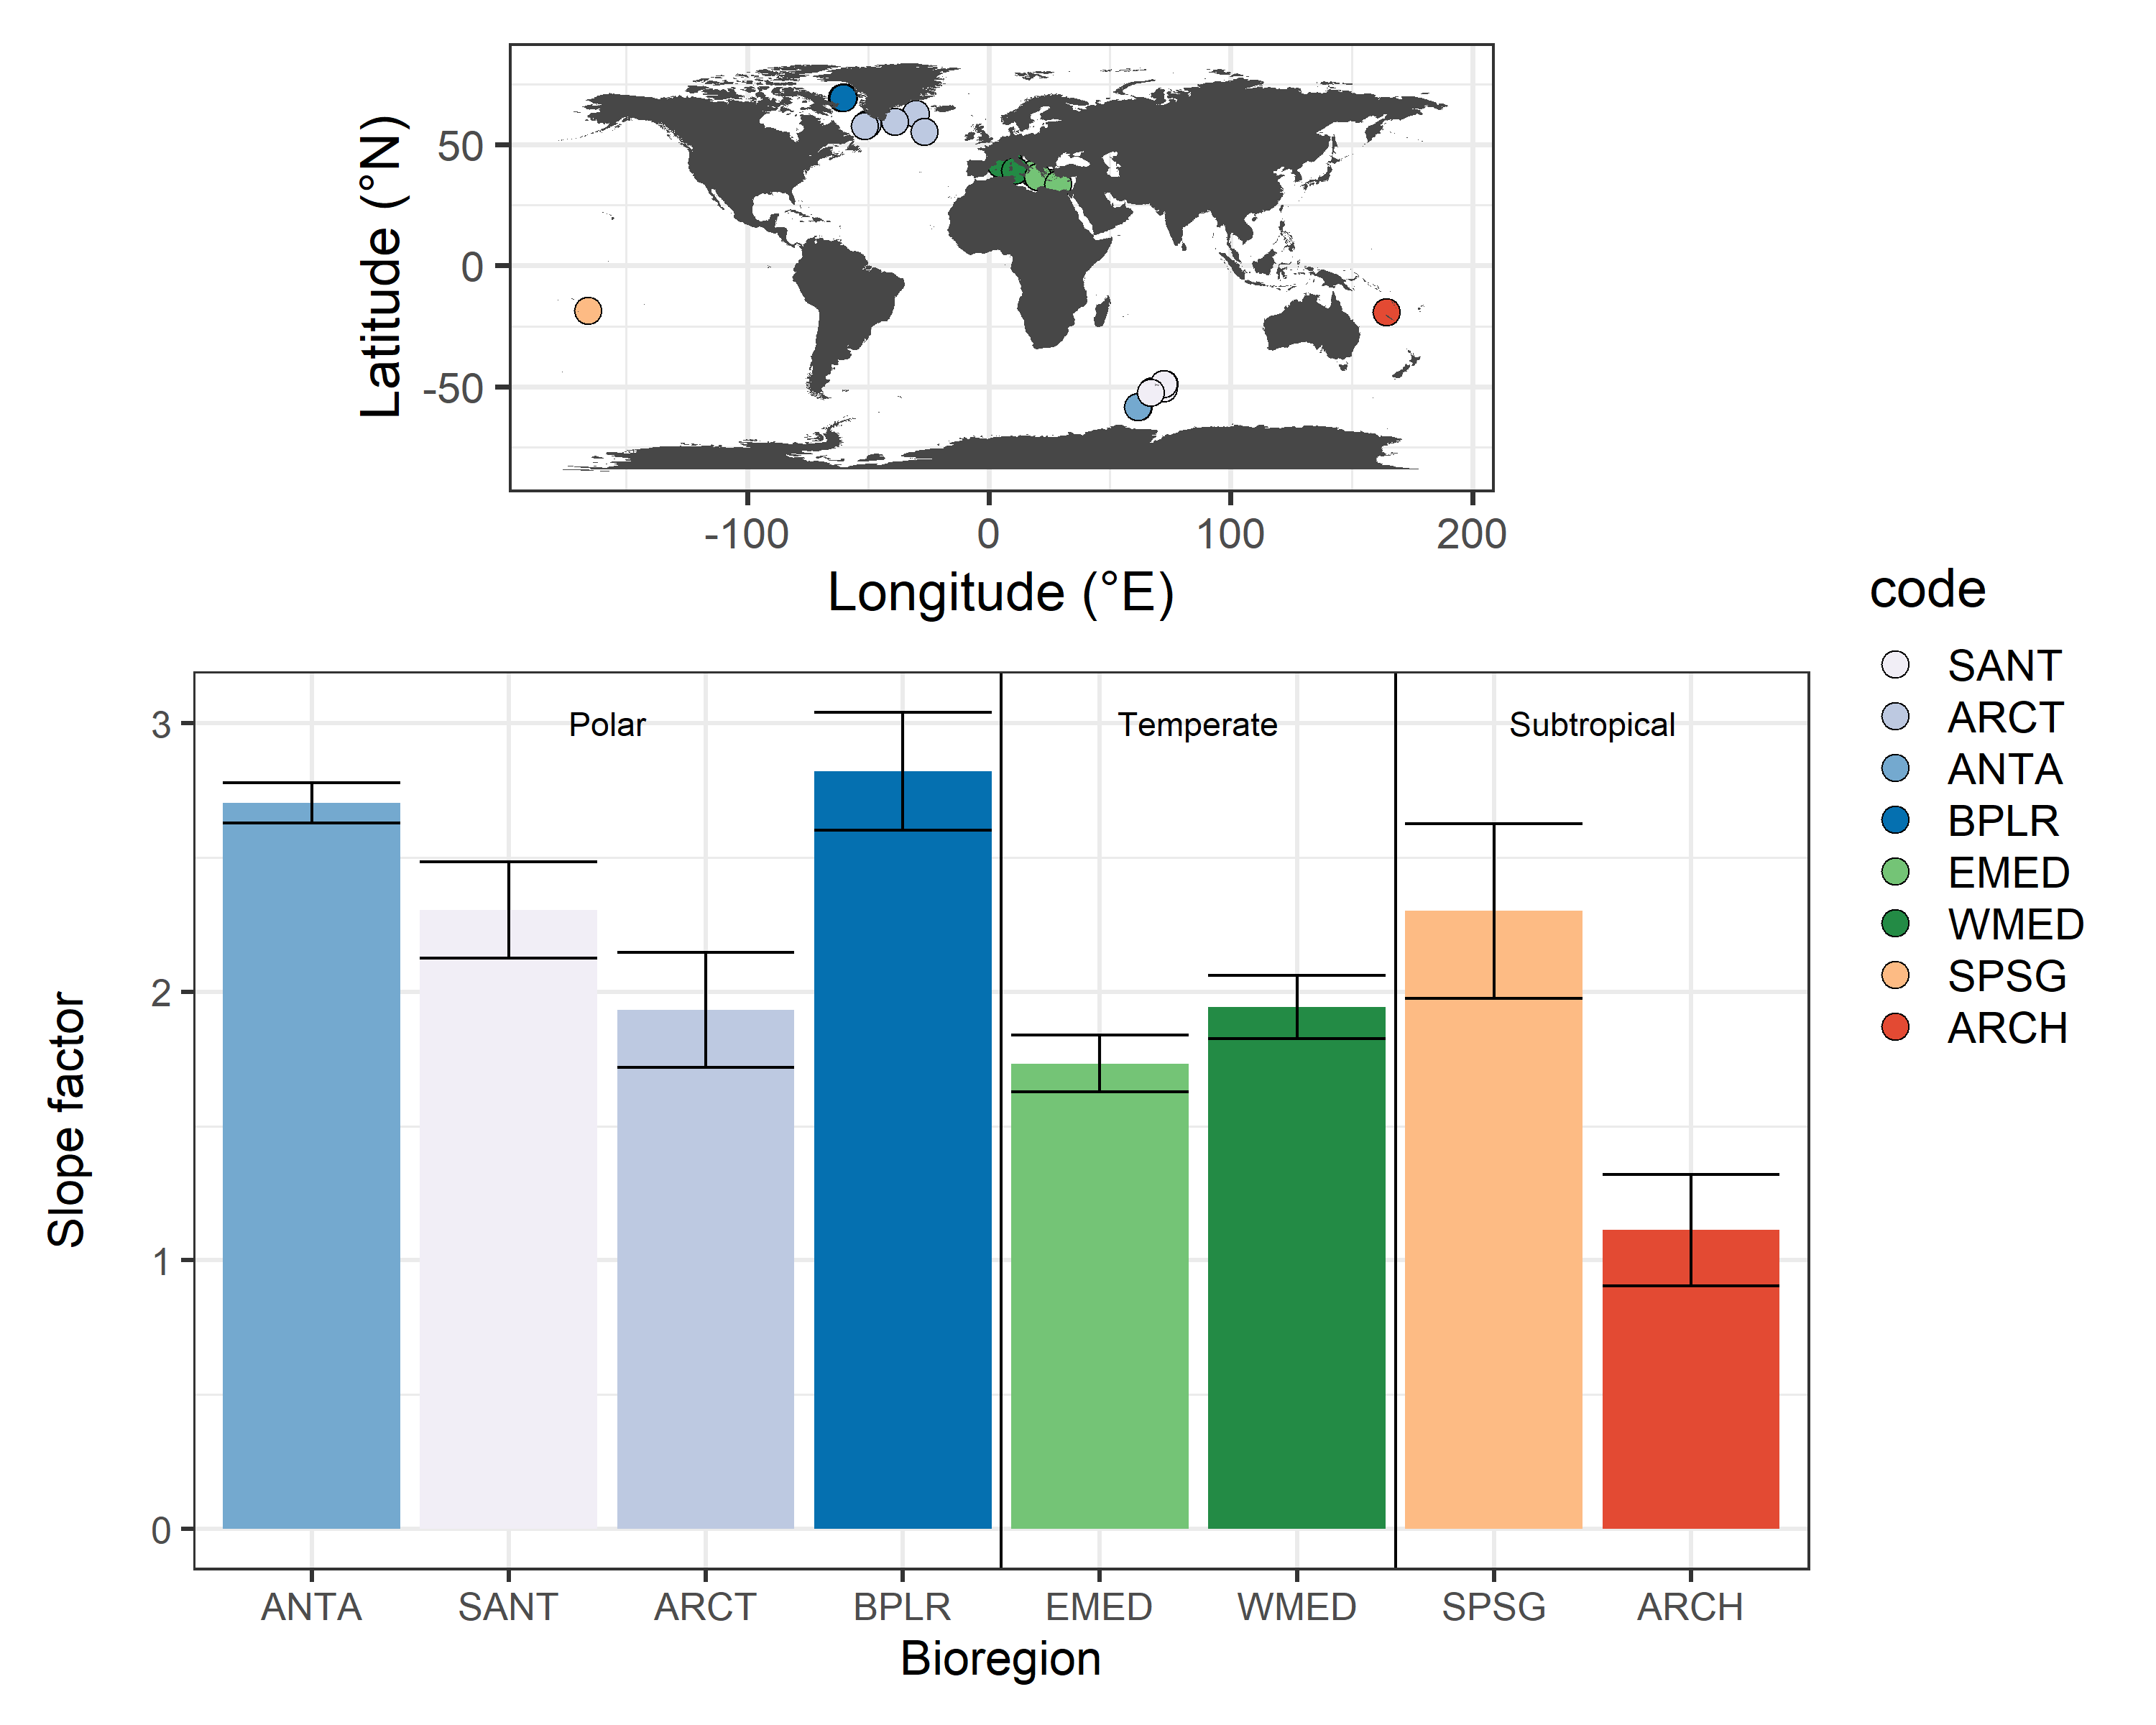 Latitude (°N)
50
0
-50
-100 0 100 200
Longitude (°E)
code
SANT
ARCT
ANTA
BPLR
EMED
WMED
SPSG
ARCH
Slope factor
3
2
1
0
Polar Temperate Subtropical
ANTA SANT ARCT BPLR EMED WMED SPSG ARCH
Bioregion